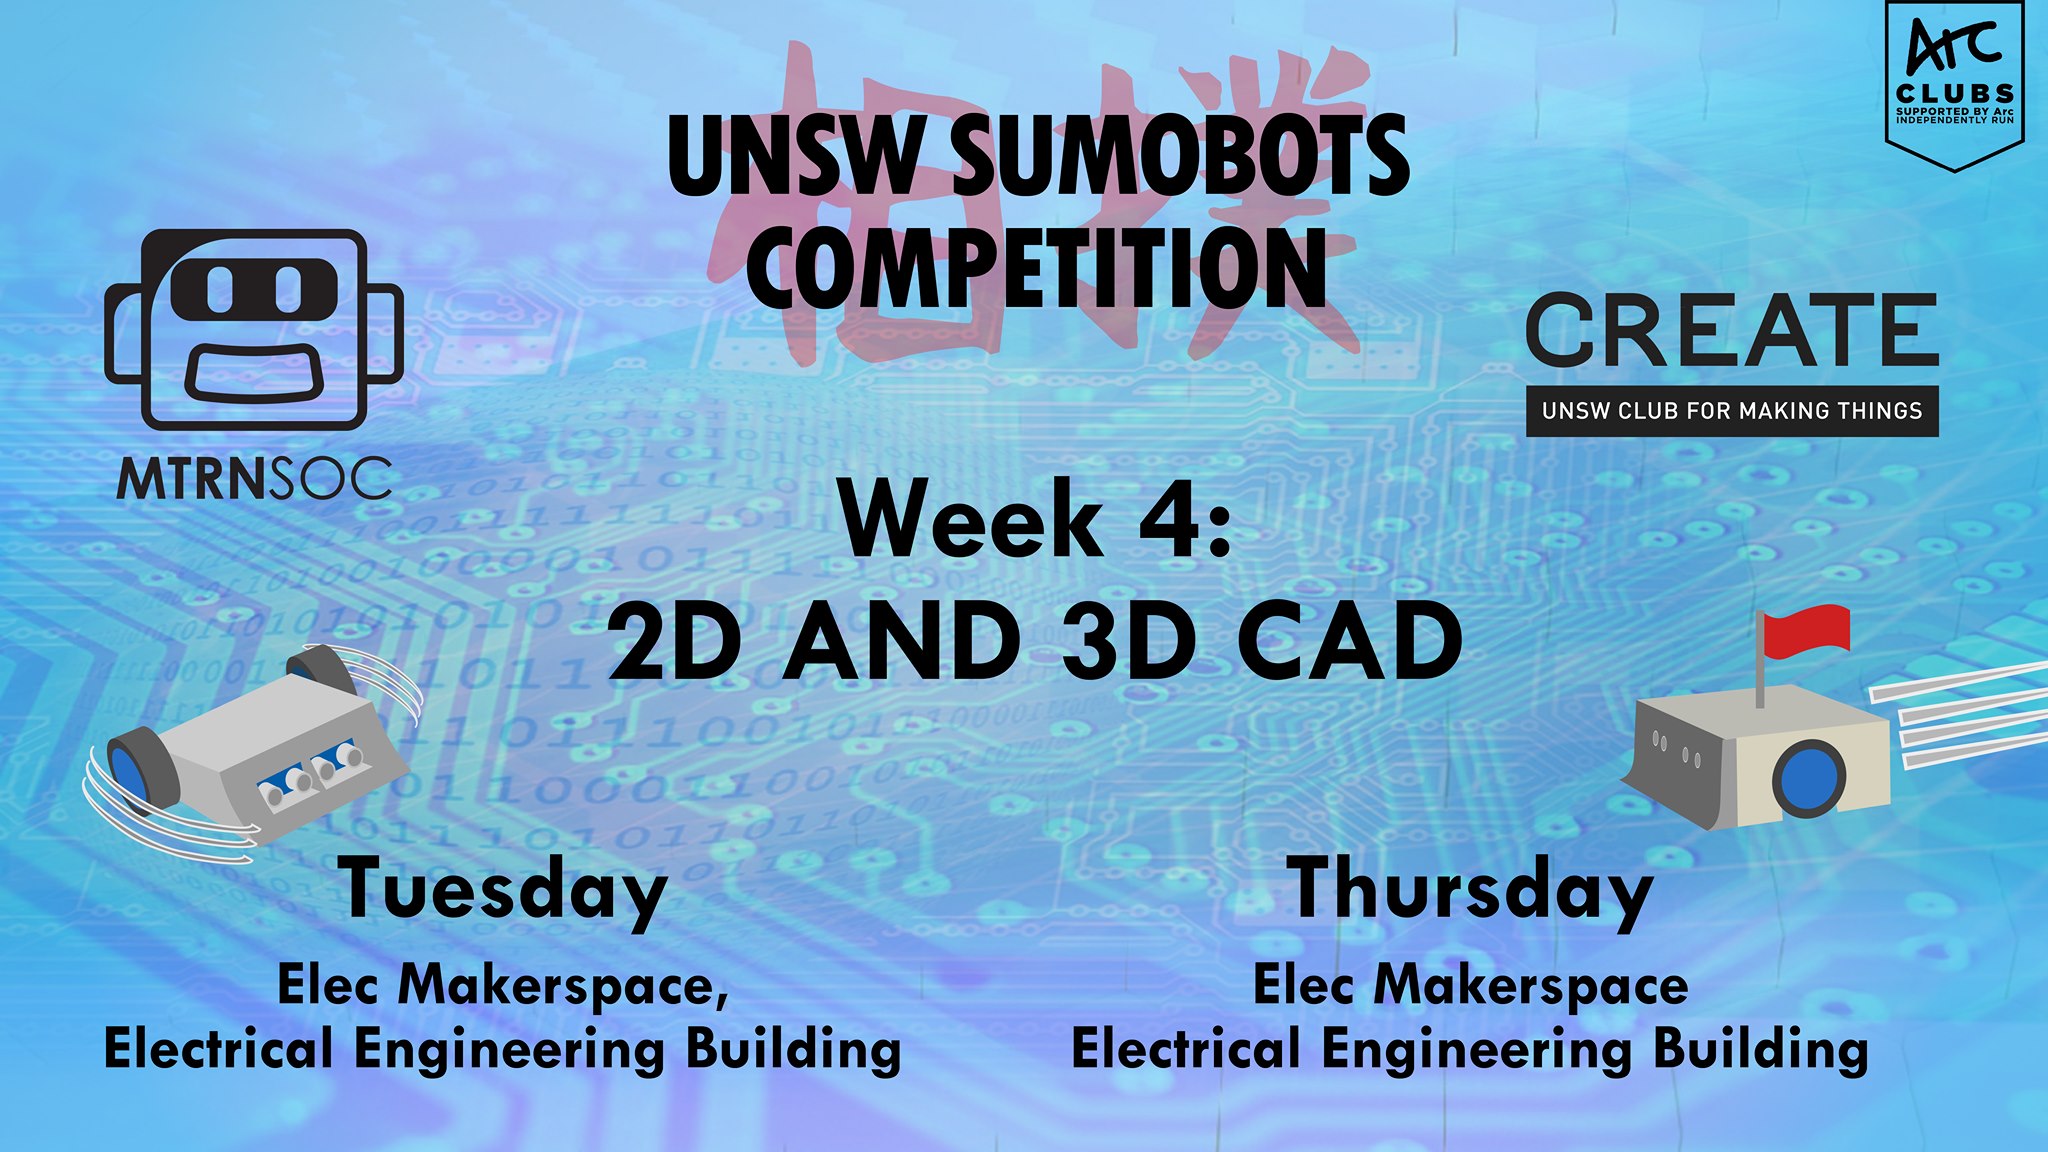 Arc
CLUBS
SUPPORTED BY Arc
INDEPENDENTLY RUN
相撲
UNSW SUMOBOTS
COMPETITION
MTRNSOC
CREATE
UNSW CLUB FOR MAKING THINGS
Week 4:
2D AND 3D CAD
Tuesday
Elec Makerspace,
Electrical Engineering Building
Thursday
Elec Makerspace
Electrical Engineering Building